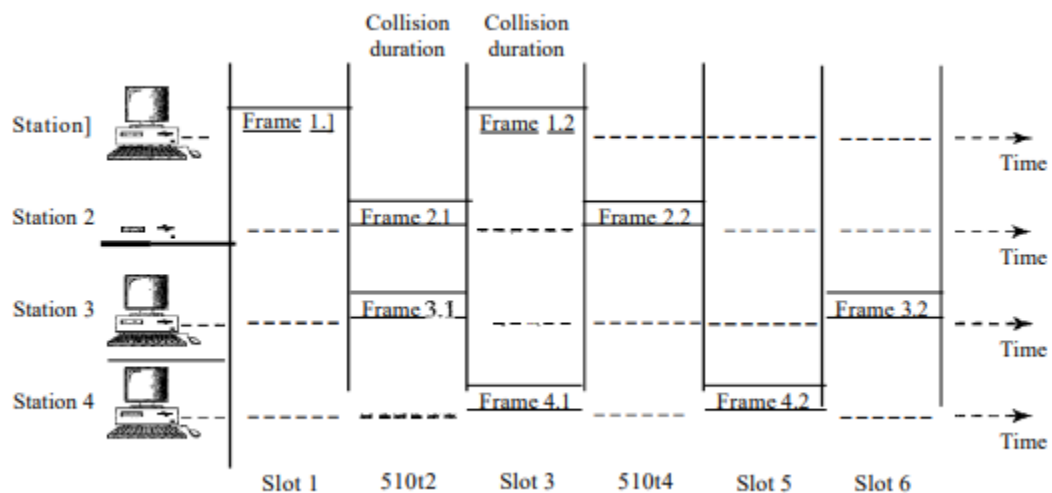 Collision duration
Collision duration
Station]
Frame 1.]
Frame 1.2
Time
Station 2
Frame 2.1
Frame 2.2
Time
Station 3
Frame 3.1
Frame 3.2
Time
Station 4
Frame 4.1
Frame 4.2
Time
Slot 1
510t2
Slot 3
510t4
Slot 5
Slot 6